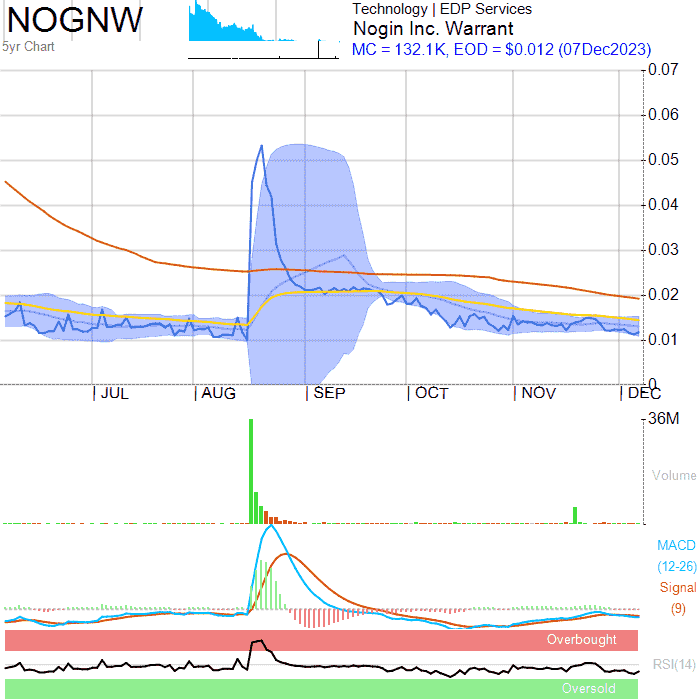 NOGNW
5yr Chart
Technology | EDP Services
Nogin Inc. Warrant
MC = 132.1K, EOD = $0.012 (07Dec2023)
0.07
0.06
0.05
0.04
0.03
0.02
0.01
0
JUL AUG SEP OCT NOV DEC
36M
Volume
MACD
(12-26)
Signal
(9)
Overbought
RSI(14)
Oversold